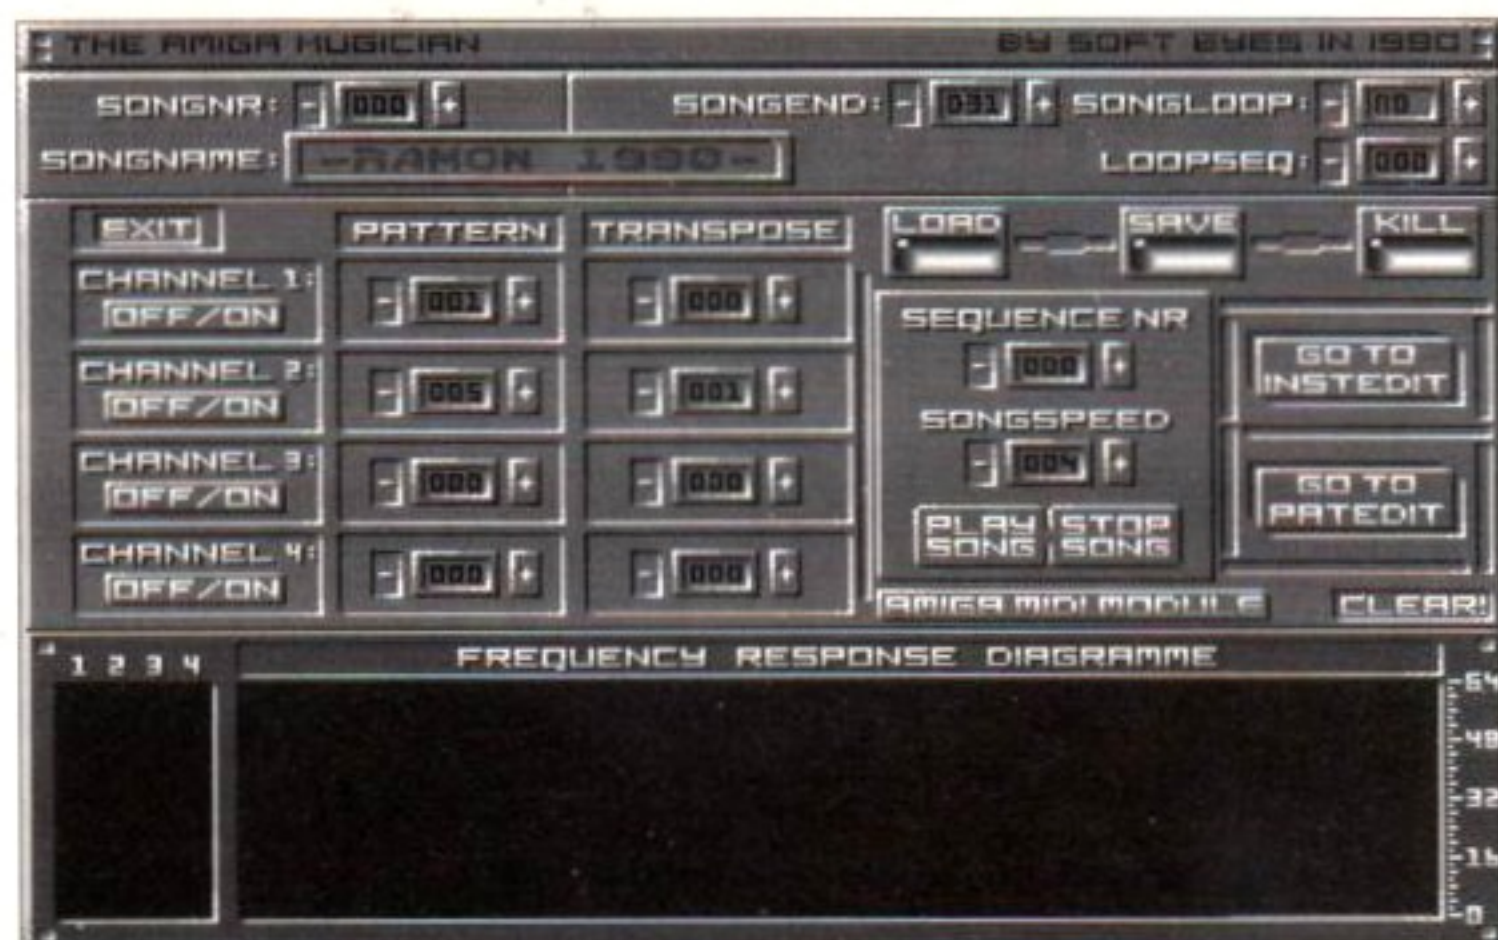 THE AMIGA MUSICIAN BY SOFT EYES IN 1990
SONGNR: - 000 + SONGEND: - 031 + SONGLOOP: - +
SONGNAME: -RAMON 1990- LOOPSEQ: - 000 +
EXIT PATTERN TRANSPOSE LOAD SAVE KILL
CHANNEL 1:
OFF/ON - 001 + - 000 +
CHANNEL 2:
OFF/ON - 005 + - 001 +
CHANNEL 3:
OFF/ON - 000 + - 000 +
CHANNEL 4:
OFF/ON - 000 + - 000 +
SEQUENCE NR
- 000 +
SONGSPEED
- 004 +
PLAY SONG
STOP SONG
GO TO
INSTEDIT
GO TO
PATEDIT
AMIGA MIDI MODULE CLEAR!
1 2 3 4 FREQUENCY RESPONSE DIAGRAMME
64
48
32
16
0